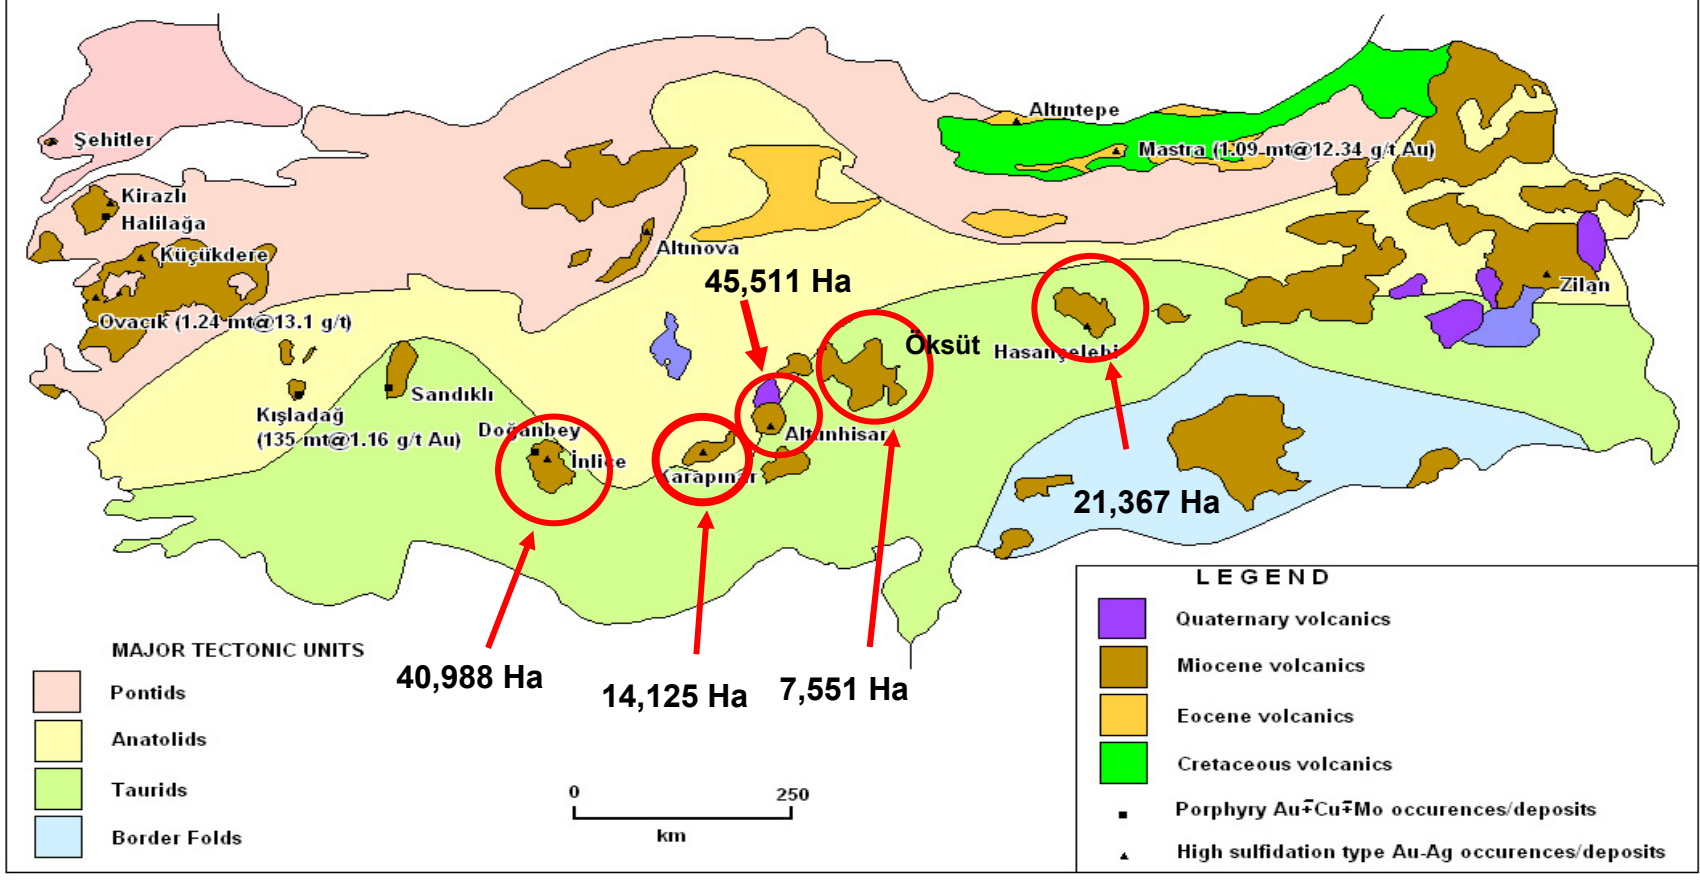 Altıntepe
Şehitler
Mastra (1.09 mt@12.34 g/t Au)
Kirazlı
Halilağa
Küçükdere
Altınova
45,511 Ha
Zilan
Ovacık (1.24 mt@13.1 g/t)
Öksüt
Hasançelebi
Sandıklı
Kışladağ
(135 mt@1.16 g/t Au)
Doğanbey
Altunhisar
İnlice
Karapınar
21,367 Ha
40,988 Ha
14,125 Ha
7,551 Ha
MAJOR TECTONIC UNITS
Pontids
Anatolids
Taurids
Border Folds
0 250
km
LEGEND
Quaternary volcanics
Miocene volcanics
Eocene volcanics
Cretaceous volcanics
Porphyry Au∓Cu∓Mo occurences/deposits
High sulfidation type Au-Ag occurences/deposits